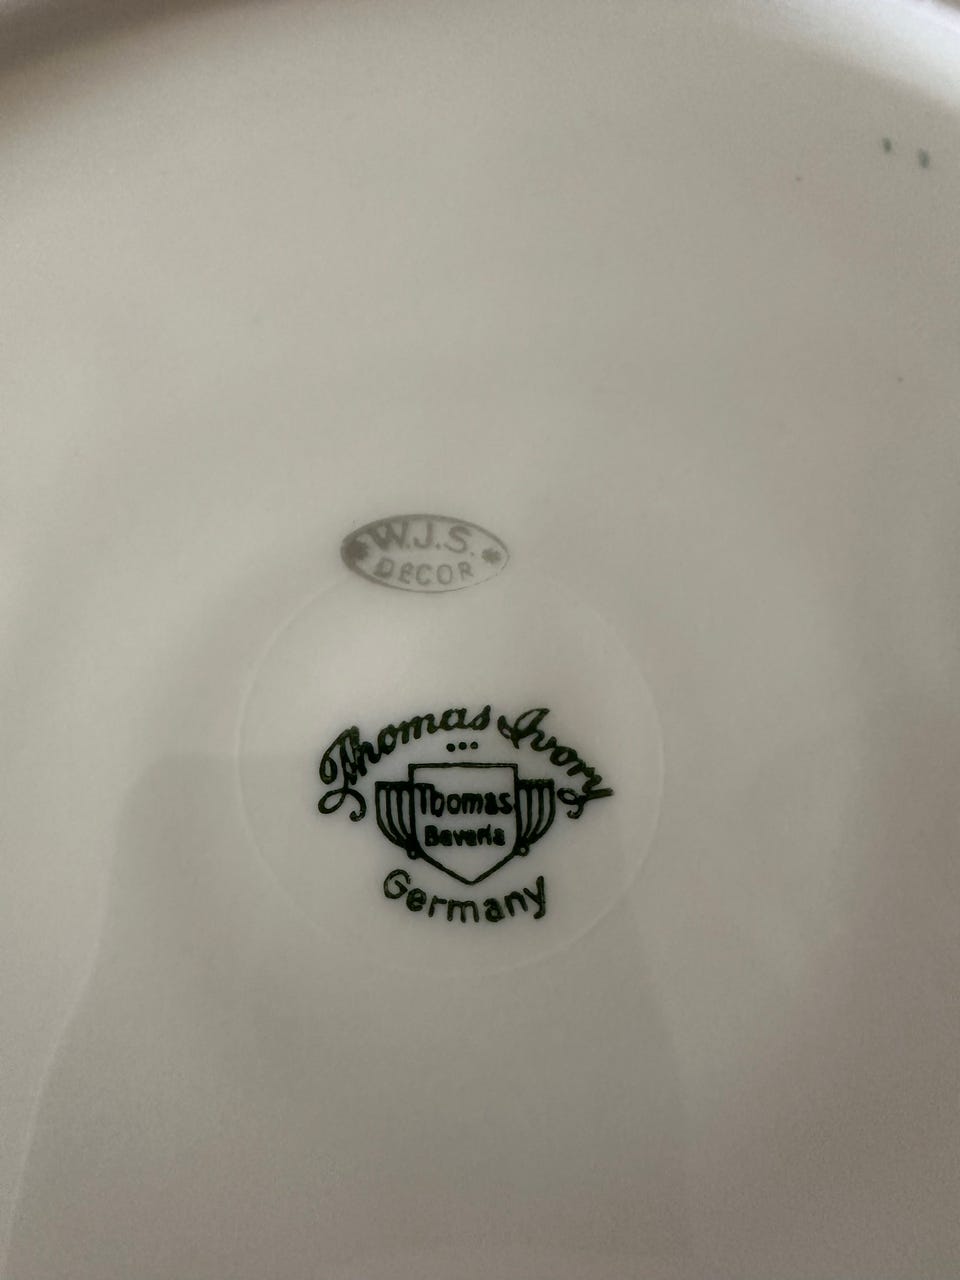 W.J.S.
DECOR
Thomas Ivory
Thomas
Bavaria
Germany